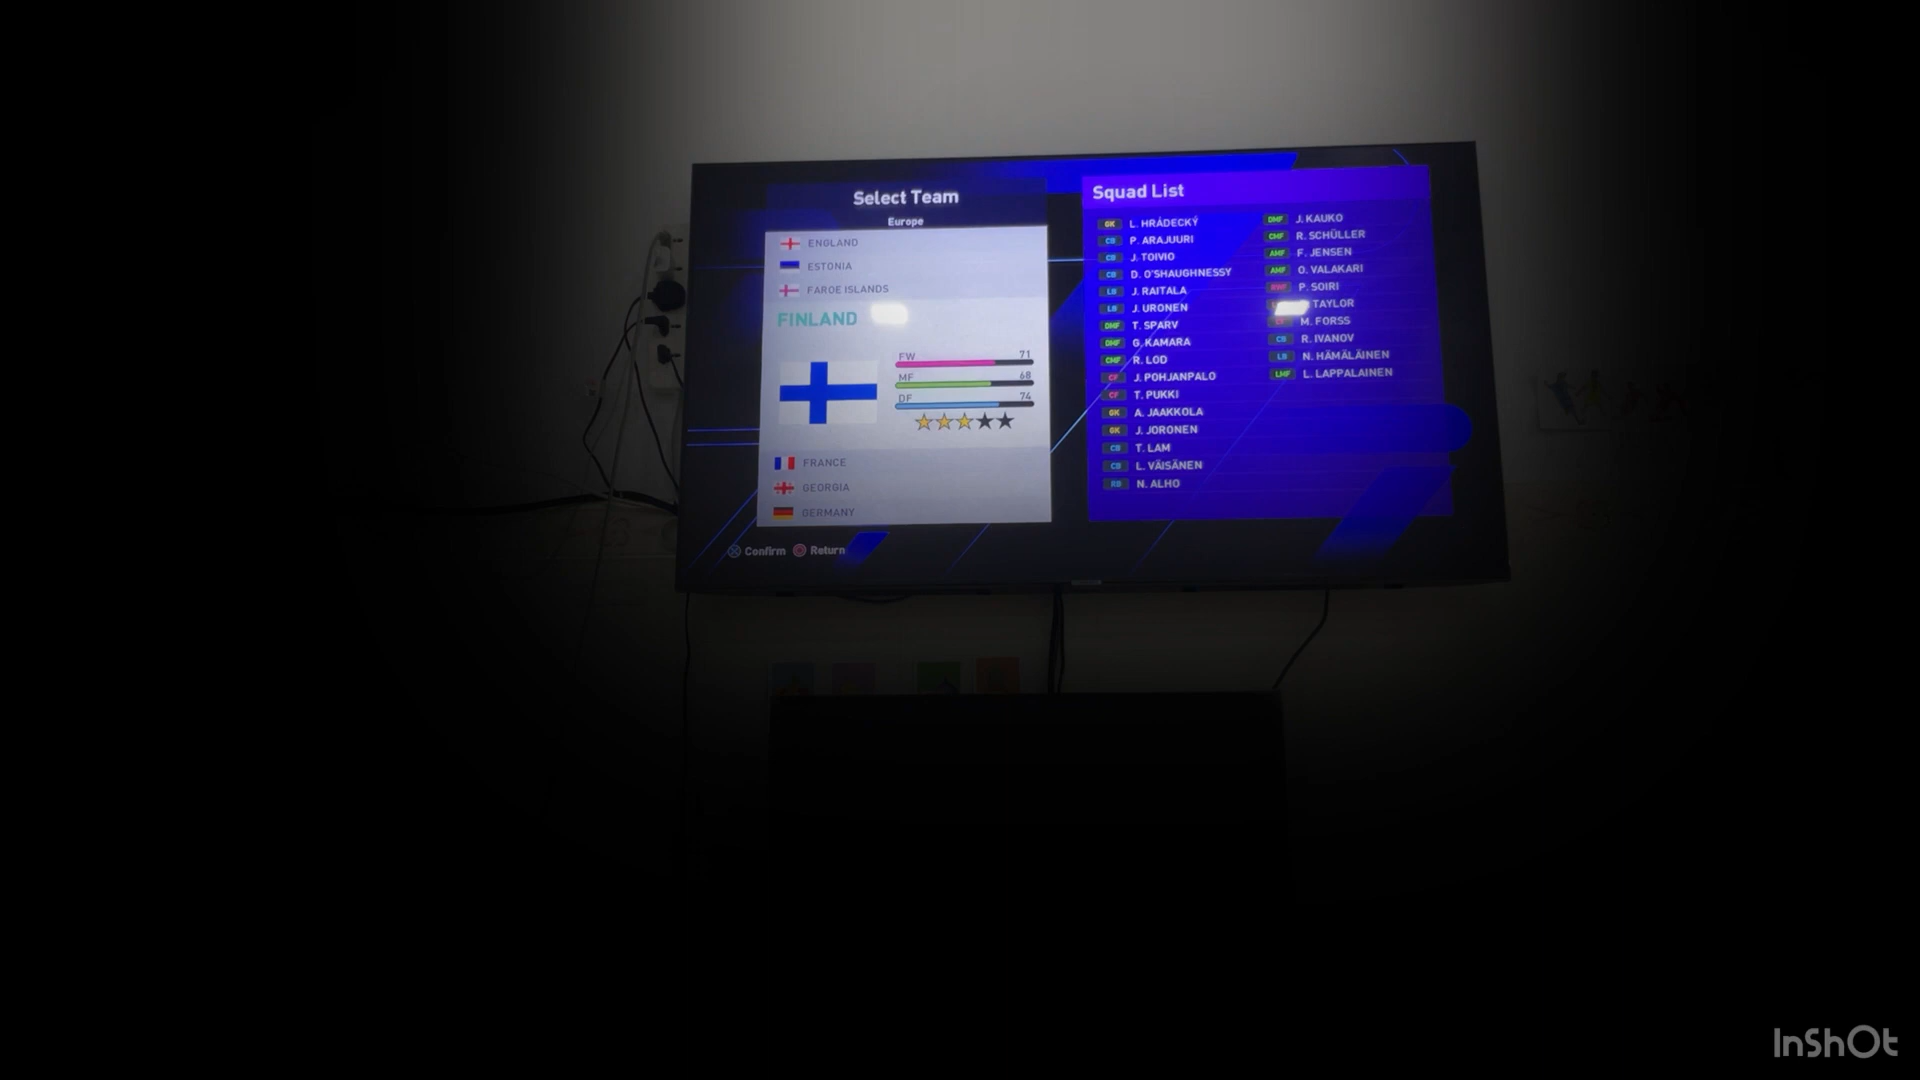 Select Team
Europe
ENGLAND
ESTONIA
FAROE ISLANDS
FINLAND
FW 71
MF 68
DF 74
FRANCE
GEORGIA
GERMANY
Confirm Return
Squad List
GK L. HRÁDECKÝ
CB P. ARAJUURI
CB J. TOIVIO
CB D. O'SHAUGHNESSY
LB J. RAITALA
LB J. URONEN
DMF T. SPARV
DMF G. KAMARA
CMF R. LOD
CF J. POHJANPALO
CF T. PUKKI
GK A. JAAKKOLA
GK J. JORONEN
CB T. LAM
CB L. VÄISÄNEN
RB N. ALHO
DMF J. KAUKO
CMF R. SCHÜLLER
AMF F. JENSEN
AMF O. VALAKARI
RWF P. SOIRI
TAYLOR
CF M. FORSS
CB R. IVANOV
LB N. HÄMÄLÄINEN
LMF L. LAPPALAINEN
InShOt